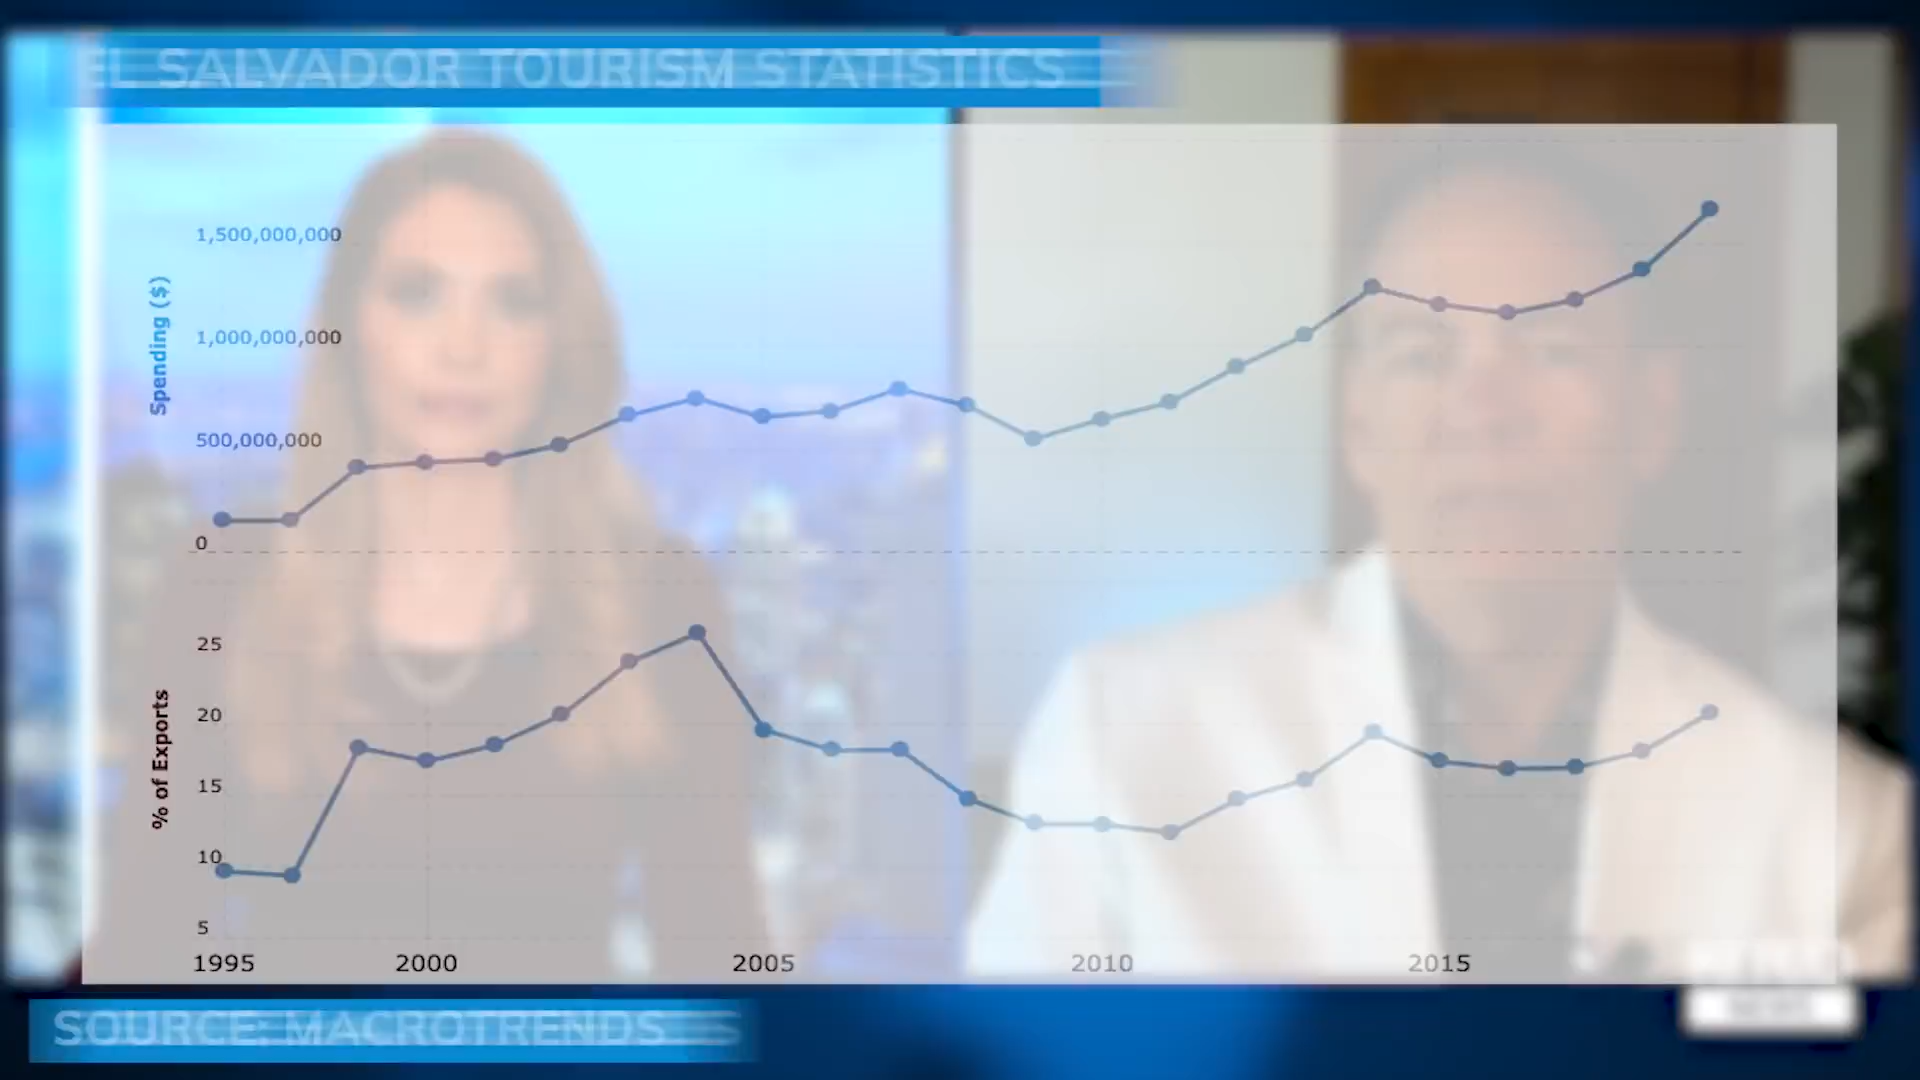 EL SALVADOR TOURISM STATISTICS
Spending ($)
1,500,000,000
1,000,000,000
500,000,000
0
% of Exports
25
20
15
10
5
1995 2000 2005 2010 2015
SOURCE: MACROTRENDS
NEWS